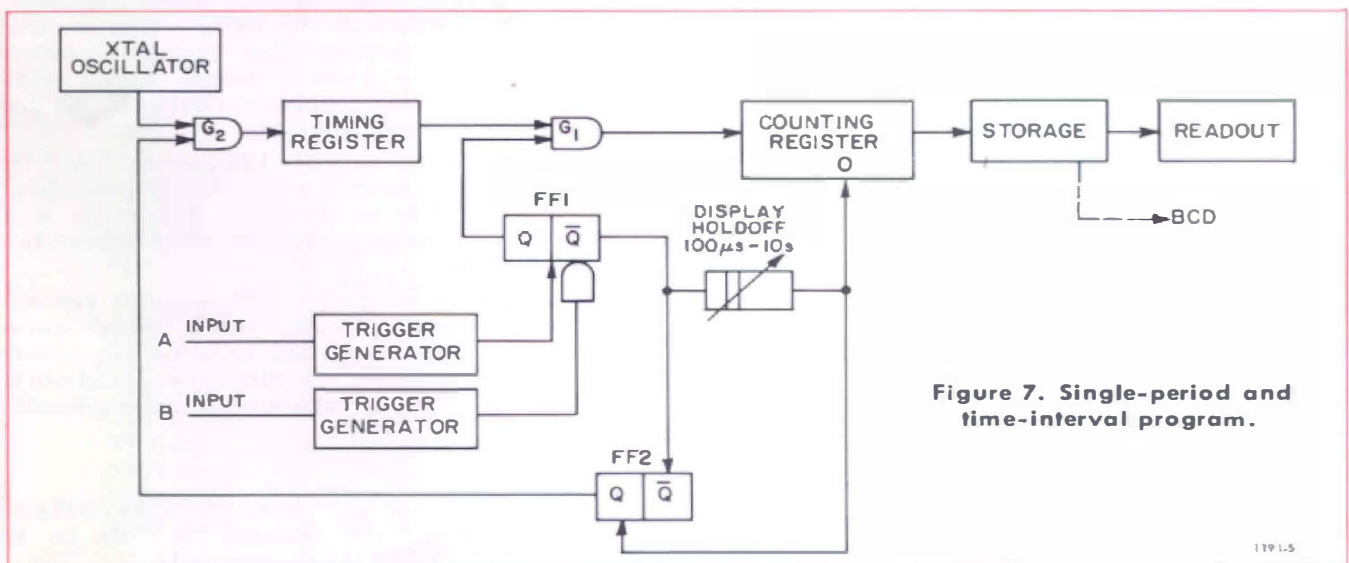 XTAL
OSCILLATOR
G2
TIMING
REGISTER
G1
COUNTING
REGISTER
O
STORAGE
READOUT
BCD
FF1
Q Q̅
DISPLAY
HOLDOFF
100μs-10s
A INPUT
TRIGGER
GENERATOR
B INPUT
TRIGGER
GENERATOR
FF2
Q Q̅
Figure 7. Single-period and
time-interval program.
1191-5